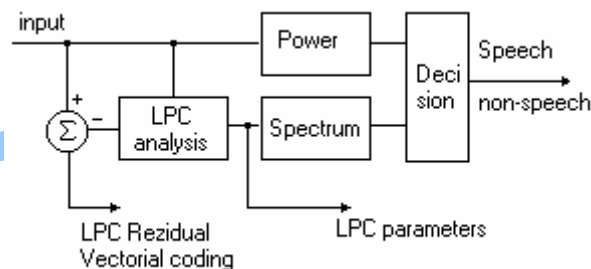 input
Power
Speech
Deci
sion
non-speech
+
−
Σ
LPC
analysis
Spectrum
LPC Rezidual
Vectorial coding
LPC parameters